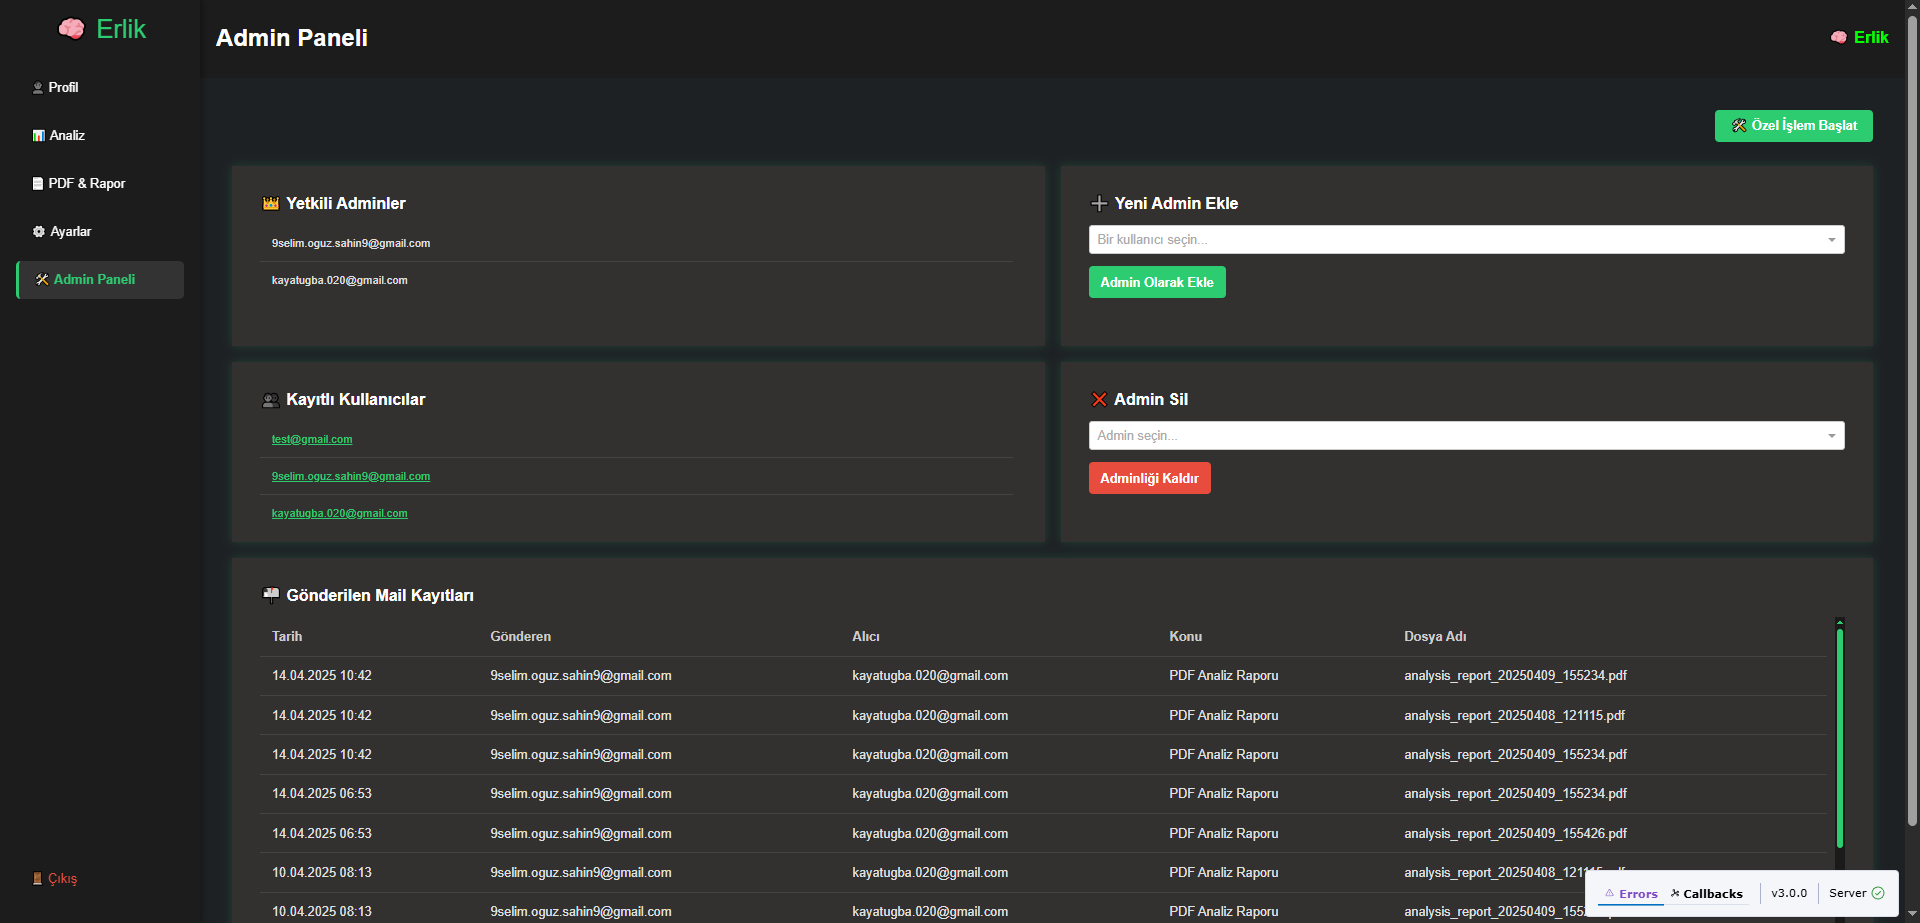 Erlik
Admin Paneli
Erlik
Profil
Analiz
PDF & Rapor
Ayarlar
Admin Paneli
Çıkış
Özel İşlem Başlat
Yetkili Adminler
9selim.oguz.sahin9@gmail.com
kayatugba.020@gmail.com
Yeni Admin Ekle
Bir kullanıcı seçin...
Admin Olarak Ekle
Kayıtlı Kullanıcılar
test@gmail.com
9selim.oguz.sahin9@gmail.com
kayatugba.020@gmail.com
Admin Sil
Admin seçin...
Adminliği Kaldır
Gönderilen Mail Kayıtları
Tarih Gönderen Alıcı Konu Dosya Adı
14.04.2025 10:42 9selim.oguz.sahin9@gmail.com kayatugba.020@gmail.com PDF Analiz Raporu analysis_report_20250409_155234.pdf
14.04.2025 10:42 9selim.oguz.sahin9@gmail.com kayatugba.020@gmail.com PDF Analiz Raporu analysis_report_20250408_121115.pdf
14.04.2025 10:42 9selim.oguz.sahin9@gmail.com kayatugba.020@gmail.com PDF Analiz Raporu analysis_report_20250409_155234.pdf
14.04.2025 06:53 9selim.oguz.sahin9@gmail.com kayatugba.020@gmail.com PDF Analiz Raporu analysis_report_20250409_155234.pdf
14.04.2025 06:53 9selim.oguz.sahin9@gmail.com kayatugba.020@gmail.com PDF Analiz Raporu analysis_report_20250409_155426.pdf
10.04.2025 08:13 9selim.oguz.sahin9@gmail.com kayatugba.020@gmail.com PDF Analiz Raporu
10.04.2025 08:13 9selim.oguz.sahin9@gmail.com kayatugba.020@gmail.com PDF Analiz Raporu
Errors Callbacks v3.0.0 Server